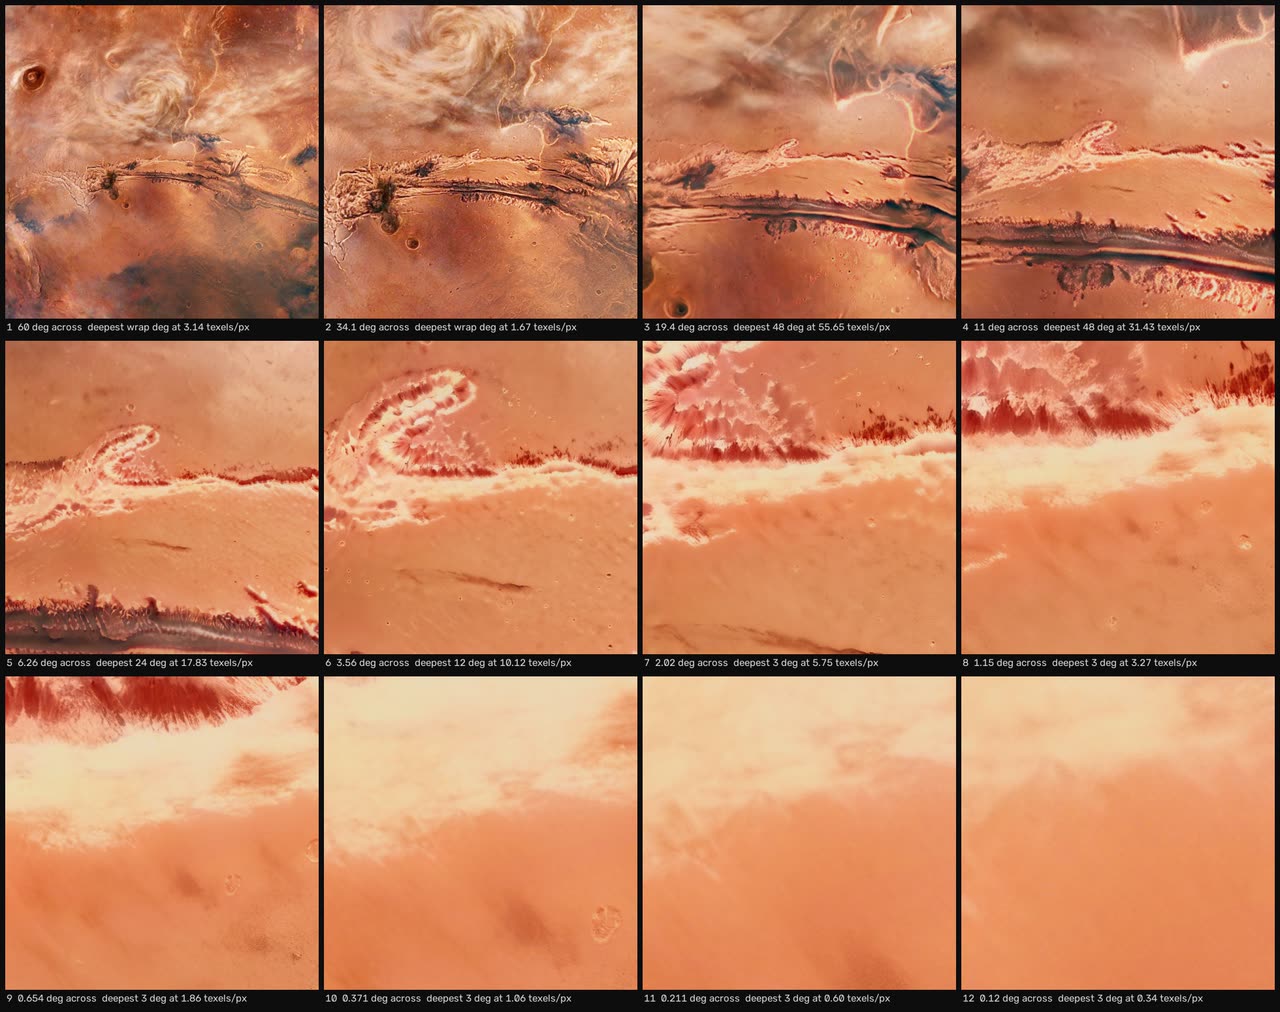 1 60 deg across deepest wrap deg at 3.14 texels/px
2 34.1 deg across deepest wrap deg at 1.67 texels/px
3 19.4 deg across deepest 48 deg at 55.65 texels/px
4 11 deg across deepest 48 deg at 31.43 texels/px
5 6.26 deg across deepest 24 deg at 17.83 texels/px
6 3.56 deg across deepest 12 deg at 10.12 texels/px
7 2.02 deg across deepest 3 deg at 5.75 texels/px
8 1.15 deg across deepest 3 deg at 3.27 texels/px
9 0.654 deg across deepest 3 deg at 1.86 texels/px
10 0.371 deg across deepest 3 deg at 1.06 texels/px
11 0.211 deg across deepest 3 deg at 0.60 texels/px
12 0.12 deg across deepest 3 deg at 0.34 texels/px